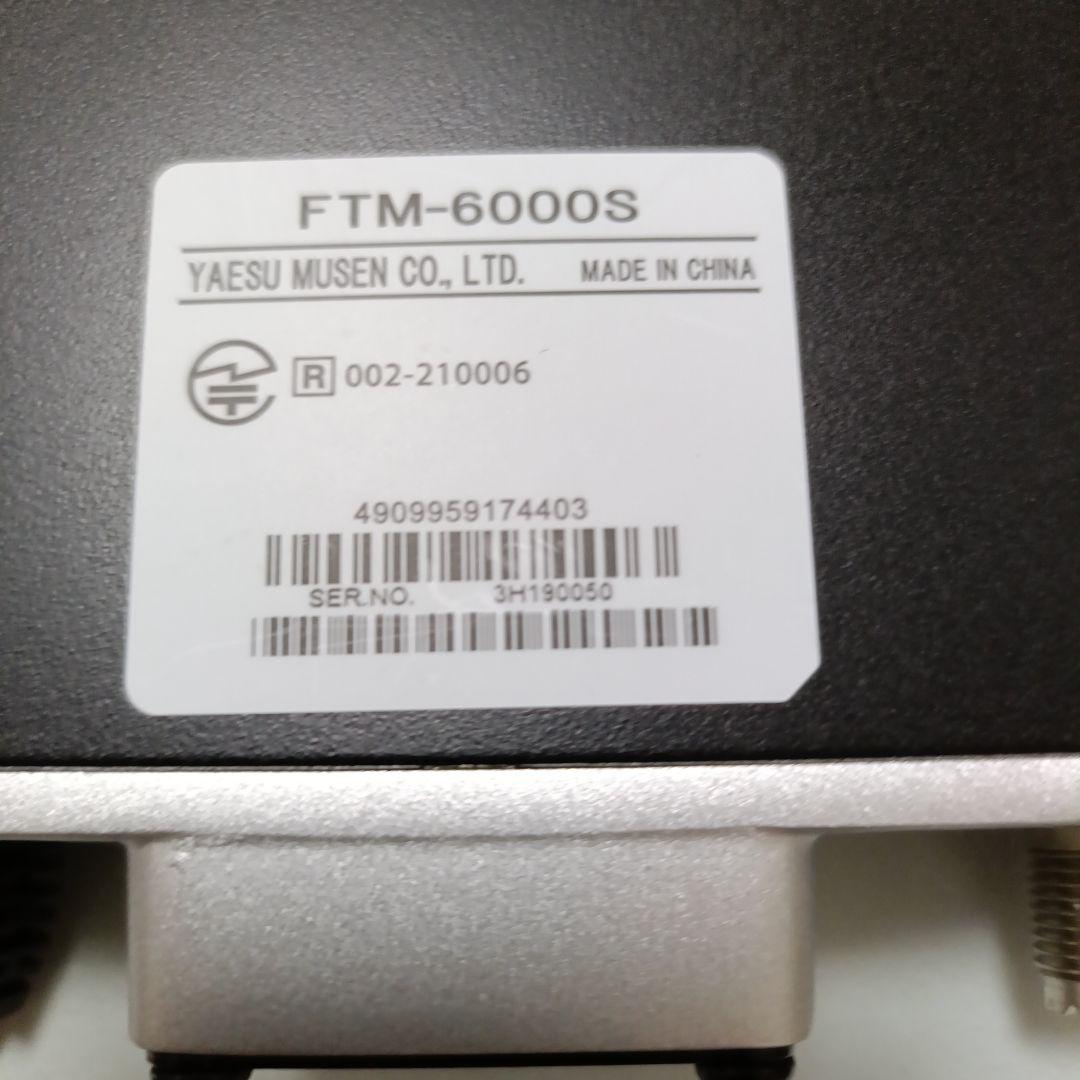 FTM-6000S
YAESU MUSEN CO., LTD. MADE IN CHINA
R 002-210006
4909959174403
SER.NO. 3H190050